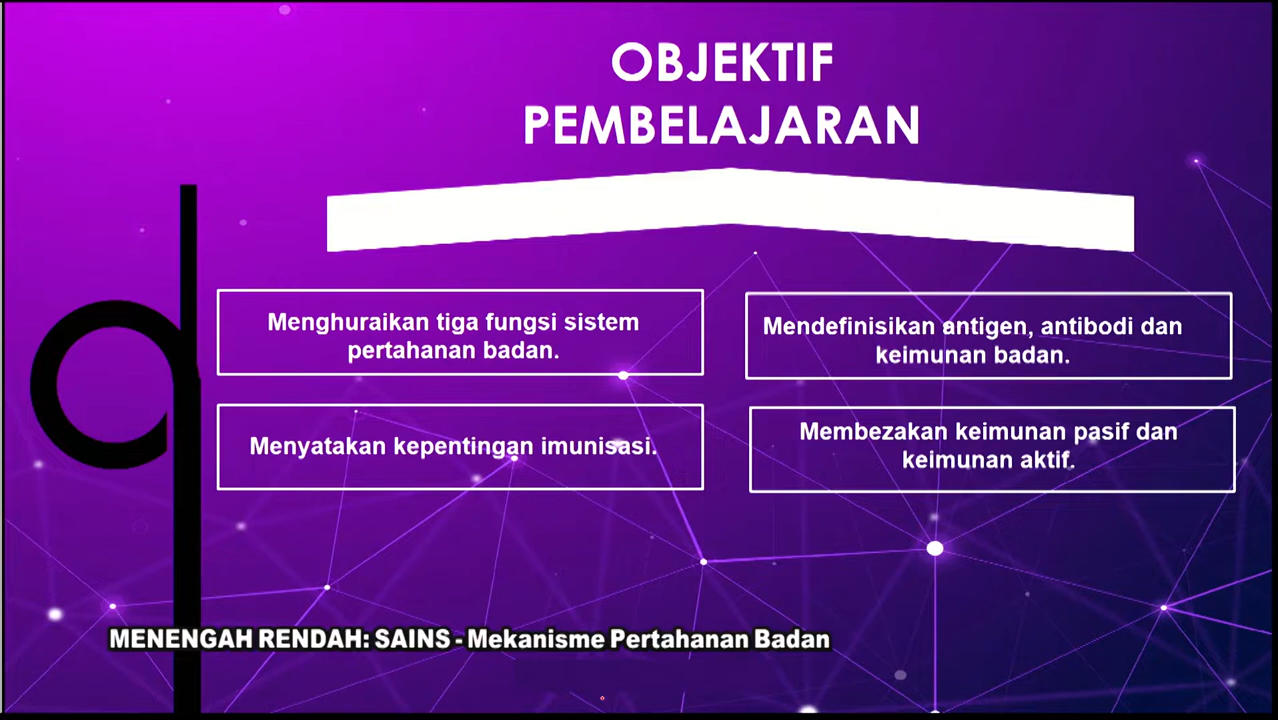 OBJEKTIF
PEMBELAJARAN
Menghuraikan tiga fungsi sistem
pertahanan badan.
Mendefinisikan antigen, antibodi dan
keimunan badan.
Menyatakan kepentingan imunisasi.
Membezakan keimunan pasif dan
keimunan aktif.
MENENGAH RENDAH: SAINS - Mekanisme Pertahanan Badan